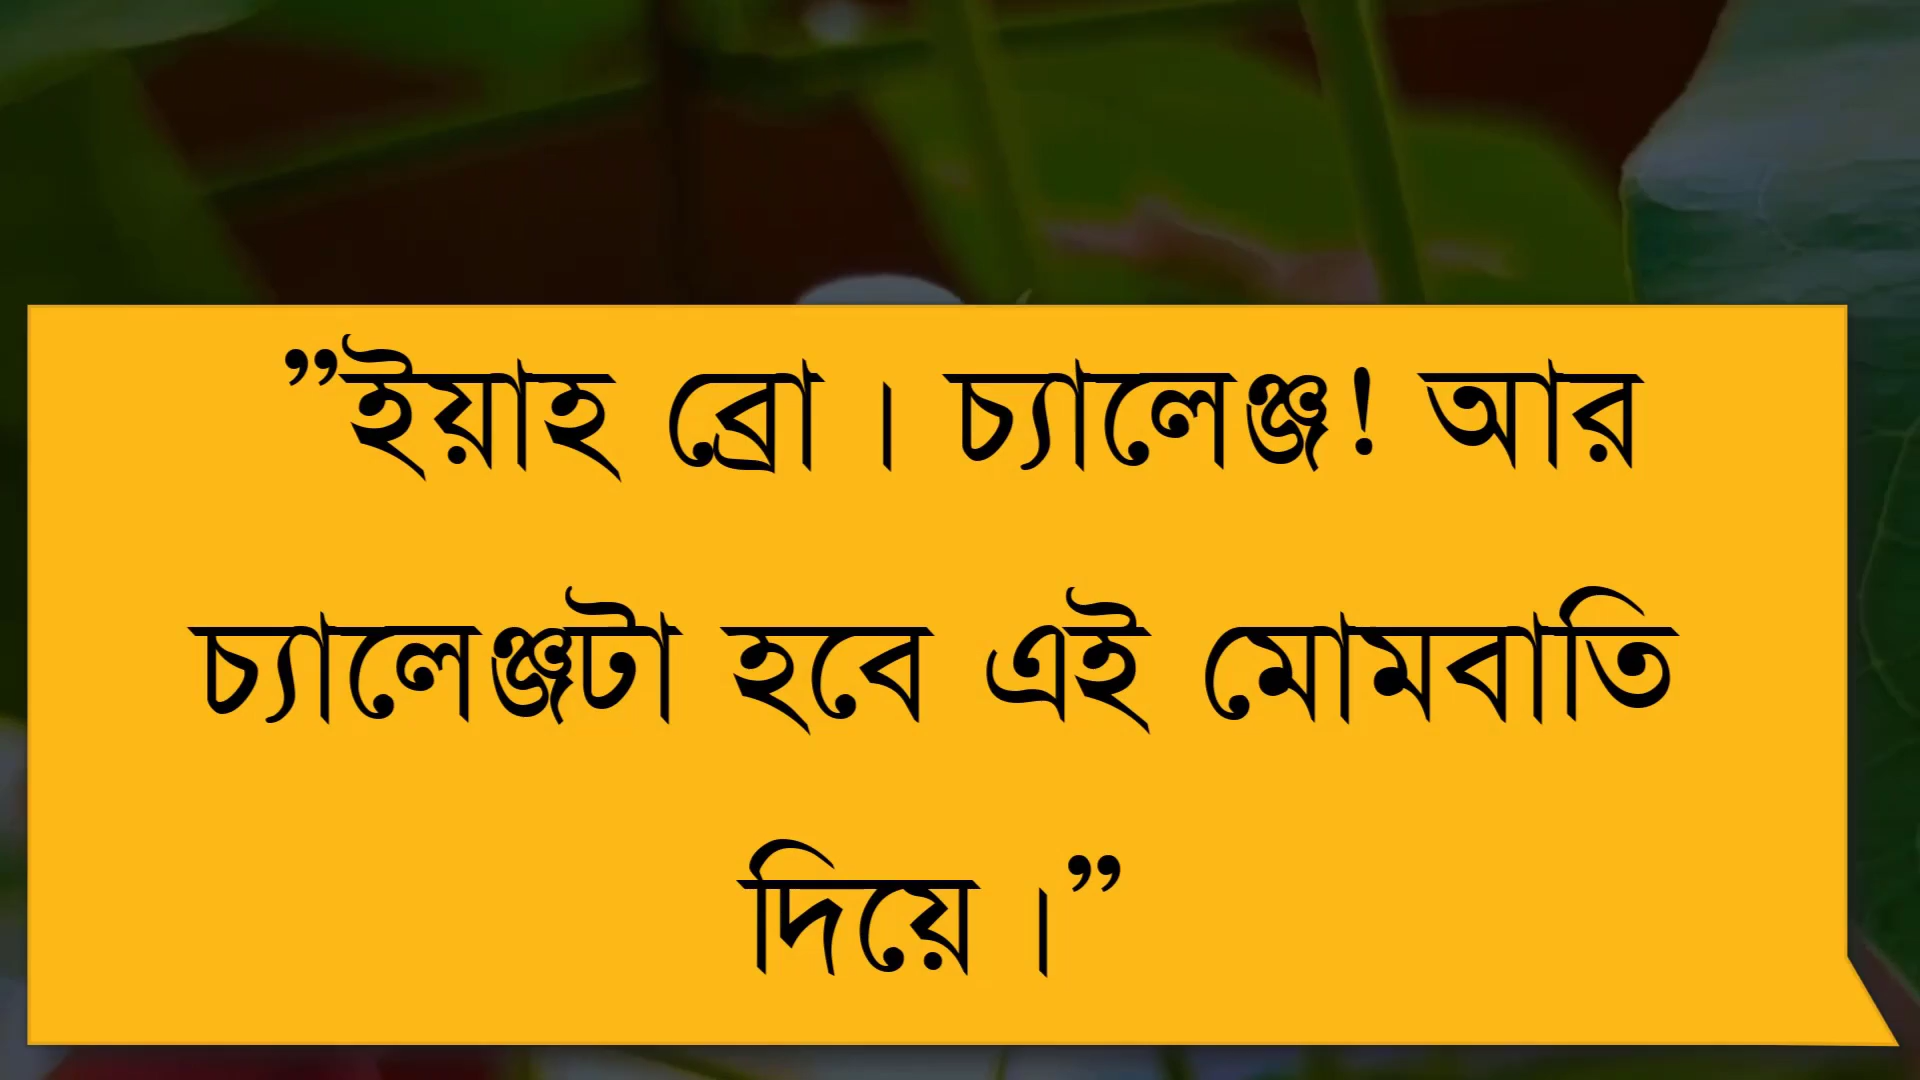 ”ইয়াহ ব্রো । চ্যালেঞ্জ! আর
চ্যালেঞ্জটা হবে এই মোমবাতি
দিয়ে ।”